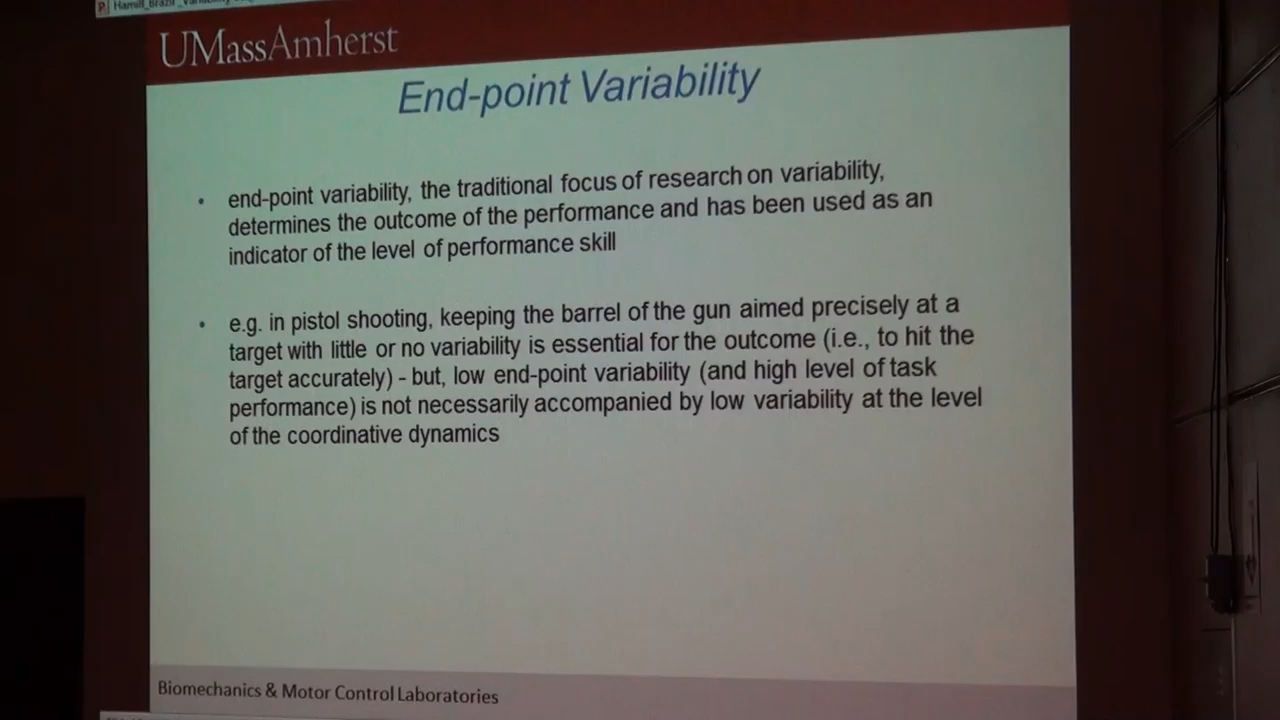 UMassAmherst
End-point Variability
• end-point variability, the traditional focus of research on variability,
determines the outcome of the performance and has been used as an
indicator of the level of performance skill
• e.g. in pistol shooting, keeping the barrel of the gun aimed precisely at a
target with little or no variability is essential for the outcome (i.e., to hit the
target accurately) - but, low end-point variability (and high level of task
performance) is not necessarily accompanied by low variability at the level
of the coordinative dynamics
Biomechanics & Motor Control Laboratories